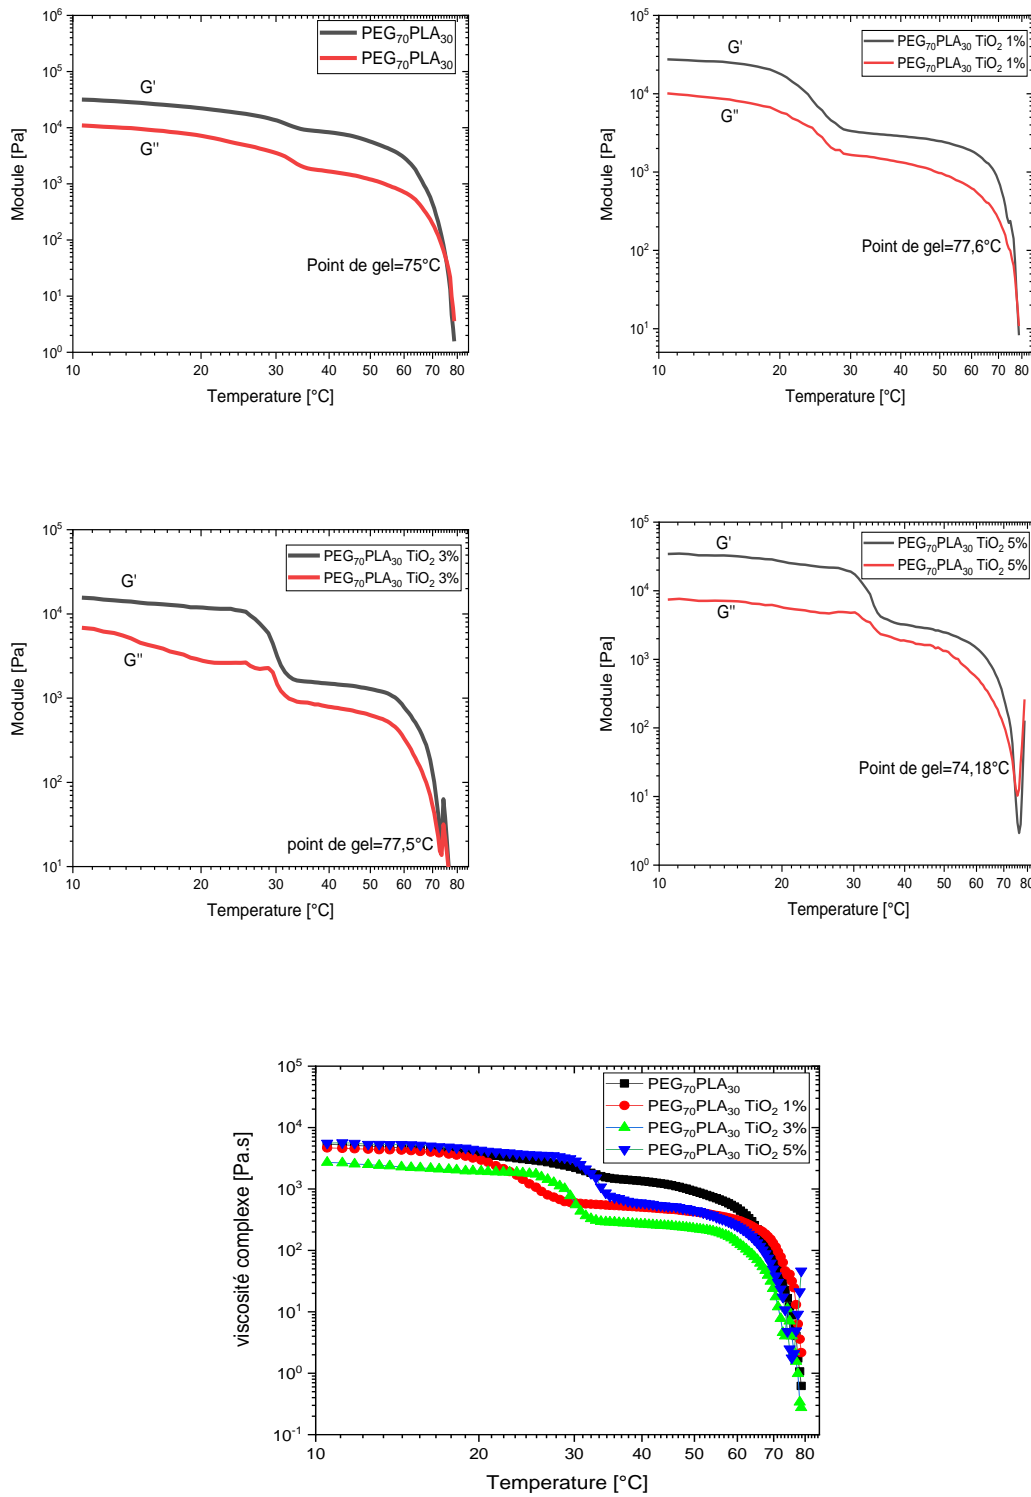 10⁶
10⁵
10⁴
10³
10²
10¹
10⁰
Module [Pa]
PEG₇₀PLA₃₀
PEG₇₀PLA₃₀
G'
G''
Point de gel=75°C
10 20 30 40 50 60 70 80
Temperature [°C]
10⁵
10⁴
10³
10²
10¹
Module [Pa]
PEG₇₀PLA₃₀ TiO₂ 1%
PEG₇₀PLA₃₀ TiO₂ 1%
G'
G''
Point de gel=77,6°C
10 20 30 40 50 60 70 80
Temperature [°C]
10⁵
10⁴
10³
10²
10¹
Module [Pa]
PEG₇₀PLA₃₀ TiO₂ 3%
PEG₇₀PLA₃₀ TiO₂ 3%
G'
G''
point de gel=77,5°C
10 20 30 40 50 60 70 80
Temperature [°C]
10⁵
10⁴
10³
10²
10¹
10⁰
Module [Pa]
PEG₇₀PLA₃₀ TiO₂ 5%
PEG₇₀PLA₃₀ TiO₂ 5%
G'
G''
Point de gel=74,18°C
10 20 30 40 50 60 70 80
Temperature [°C]
10⁵
10⁴
10³
10²
10¹
10⁰
10⁻¹
viscosité complexe [Pa.s]
PEG₇₀PLA₃₀
PEG₇₀PLA₃₀ TiO₂ 1%
PEG₇₀PLA₃₀ TiO₂ 3%
PEG₇₀PLA₃₀ TiO₂ 5%
10 20 30 40 50 60 70 80
Temperature [°C]